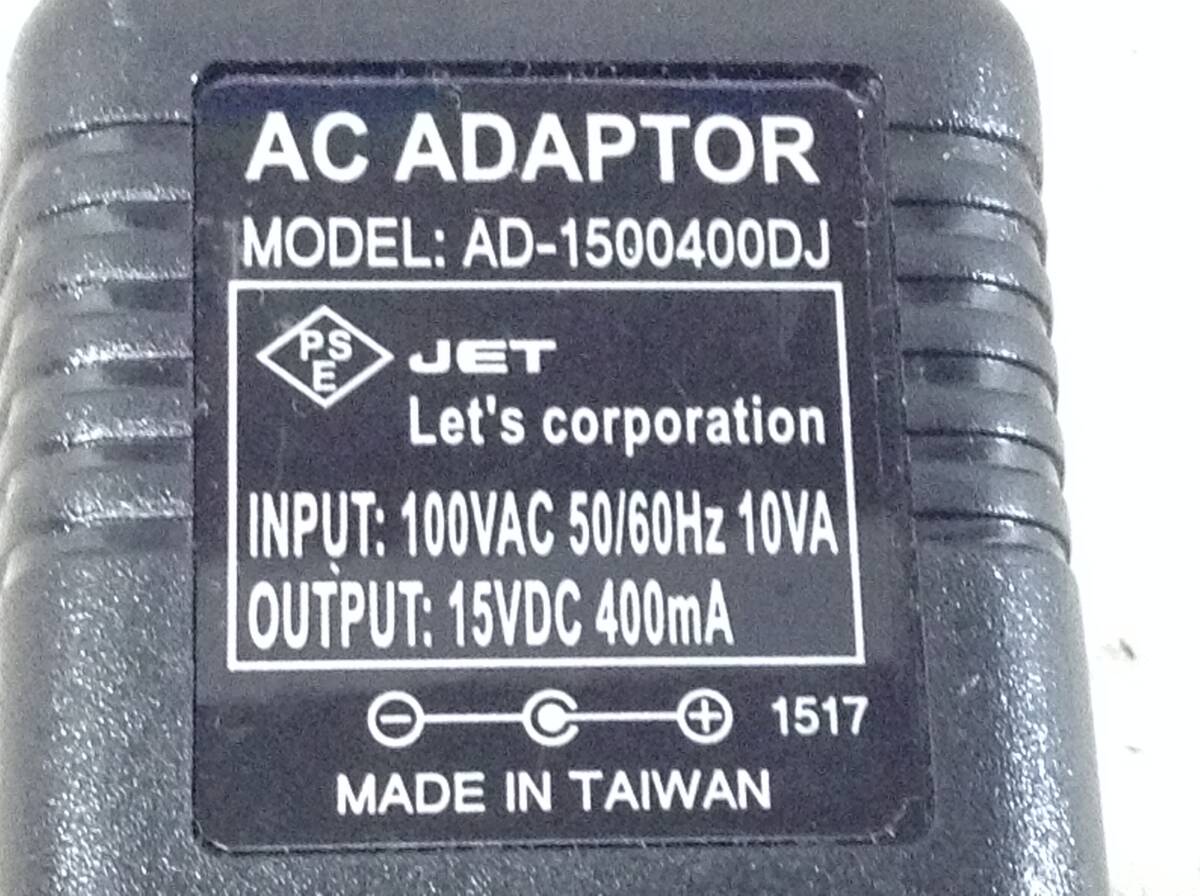 AC ADAPTOR
MODEL: AD-1500400DJ
PSE JET
Let's corporation
INPUT: 100VAC 50/60Hz 10VA
OUTPUT: 15VDC 400mA
1517
MADE IN TAIWAN